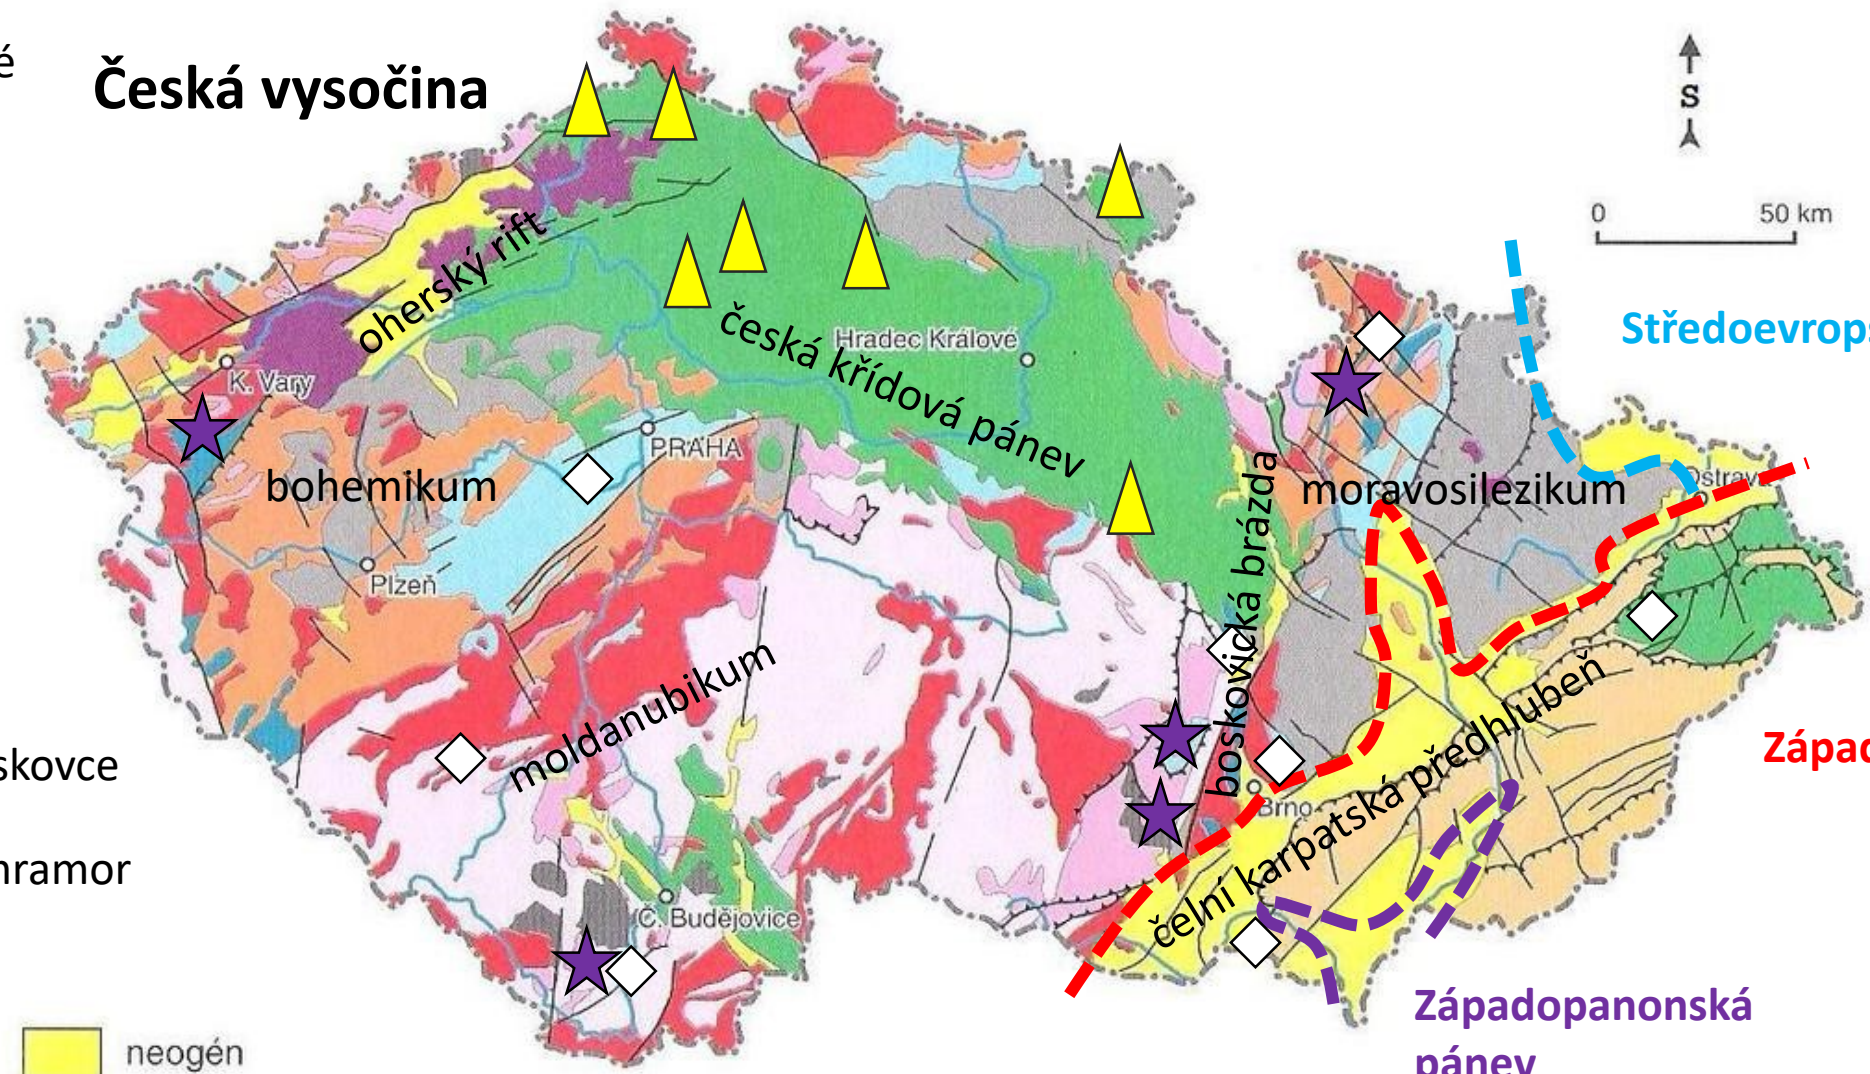 é
Česká vysočina
S
0 50 km
oherský rift
Středoevrops
česká křídová pánev
Hradec Králové
K. Vary
PRAHA
bohemikum
moravosilezikum
Ostrava
Plzeň
boskovická brázda
moldanubikum
čelní karpatská předhlubeň
skovce
Západ
Brno
mramor
Č. Budějovice
Západopanonská
pánev
neogén